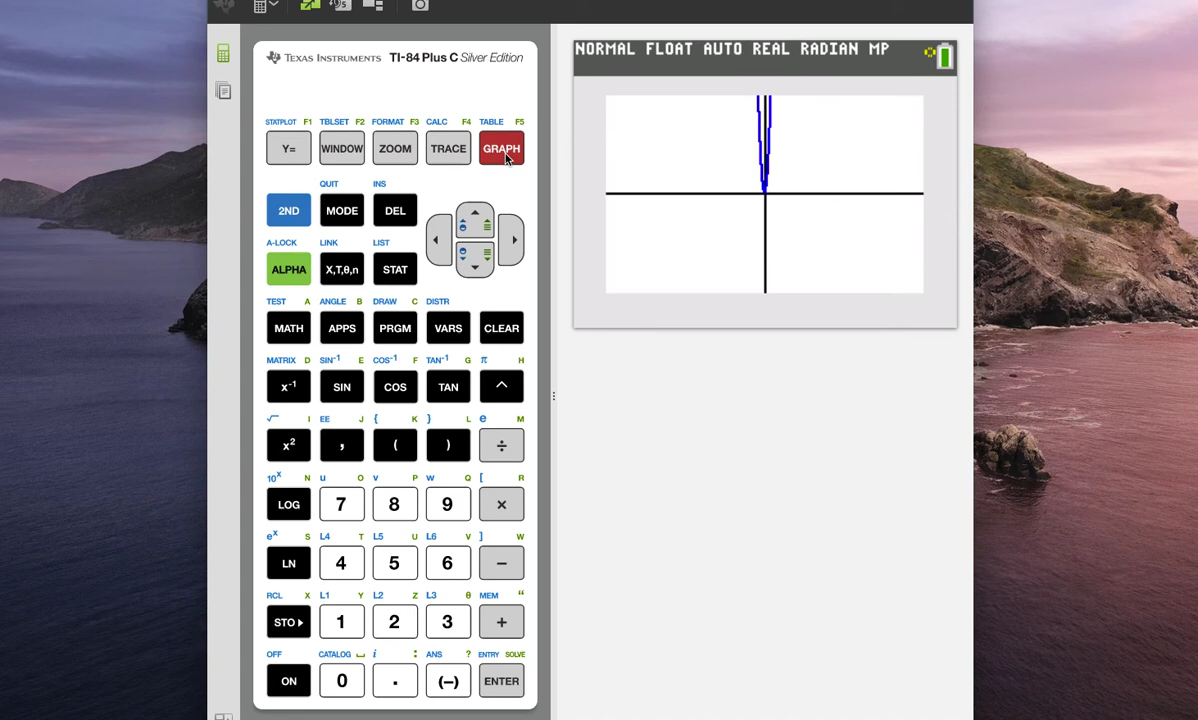 TEXAS INSTRUMENTS TI-84 Plus C Silver Edition
NORMAL FLOAT AUTO REAL RADIAN MP
STATPLOT F1 TBLSET F2 FORMAT F3 CALC F4 TABLE F5
Y= WINDOW ZOOM TRACE GRAPH
QUIT INS
2ND MODE DEL
A-LOCK LINK LIST
ALPHA X,T,θ,n STAT
TEST A ANGLE B DRAW C DISTR
MATH APPS PRGM VARS CLEAR
MATRIX D SIN⁻¹ E COS⁻¹ F TAN⁻¹ G π H
x⁻¹ SIN COS TAN ^
√ I EE J { K } L e M
x² , ( ) ÷
10ˣ N u O v P w Q [ R
LOG 7 8 9 ×
eˣ S L4 T L5 U L6 V ] W
LN 4 5 6 −
RCL X L1 Y L2 Z L3 θ MEM “
STO▶ 1 2 3 +
OFF CATALOG ⎵ i : ANS ? ENTRY SOLVE
ON 0 . (−) ENTER